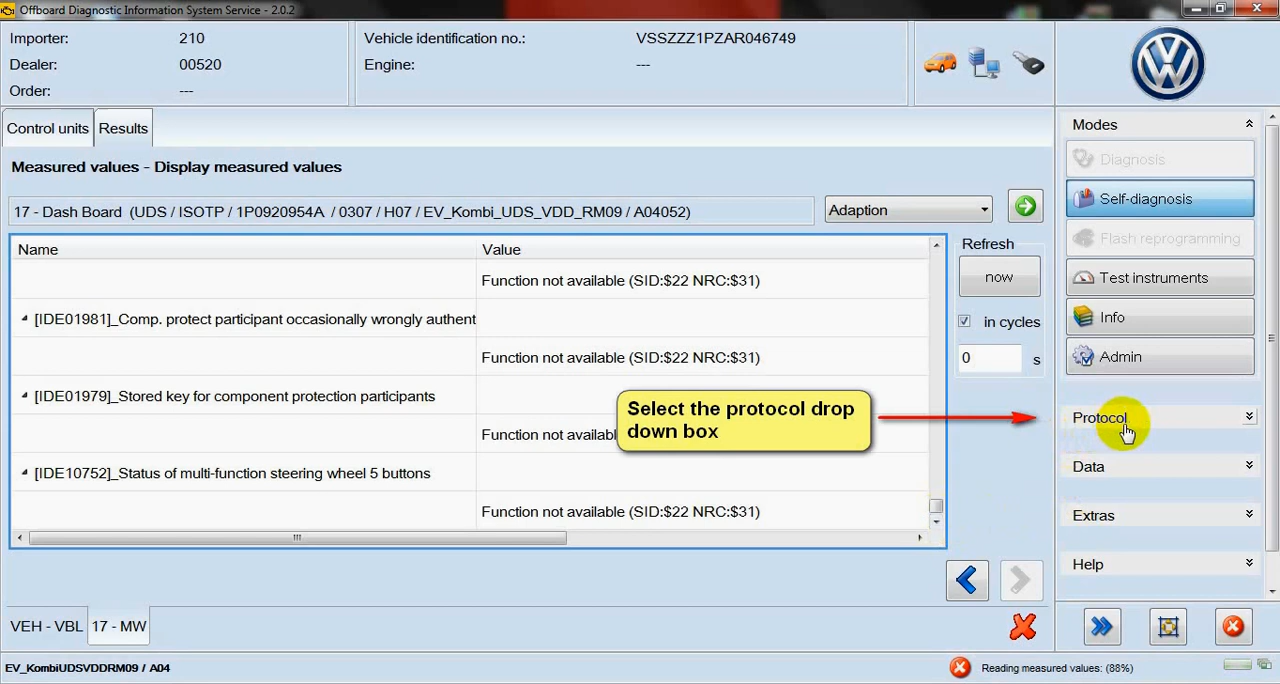 Offboard Diagnostic Information System Service - 2.0.2
Importer: 210
Dealer: 00520
Order: ---
Vehicle identification no.: VSSZZZ1PZAR046749
Engine: ---
Control units
Results
Measured values - Display measured values
17 - Dash Board (UDS / ISOTP / 1P0920954A / 0307 / H07 / EV_Kombi_UDS_VDD_RM09 / A04052)
Adaption
Name Value
Function not available (SID:$22 NRC:$31)
[IDE01981]_Comp. protect participant occasionally wrongly authent
Function not available (SID:$22 NRC:$31)
[IDE01979]_Stored key for component protection participants
Function not availabl
[IDE10752]_Status of multi-function steering wheel 5 buttons
Function not available (SID:$22 NRC:$31)
Select the protocol drop
down box
Refresh
now
in cycles
0 s
Modes
Diagnosis
Self-diagnosis
Flash reprogramming
Test instruments
Info
Admin
Protocol
Data
Extras
Help
VEH - VBL
17 - MW
EV_KombiUDSVDDRM09 / A04
Reading measured values: (88%)